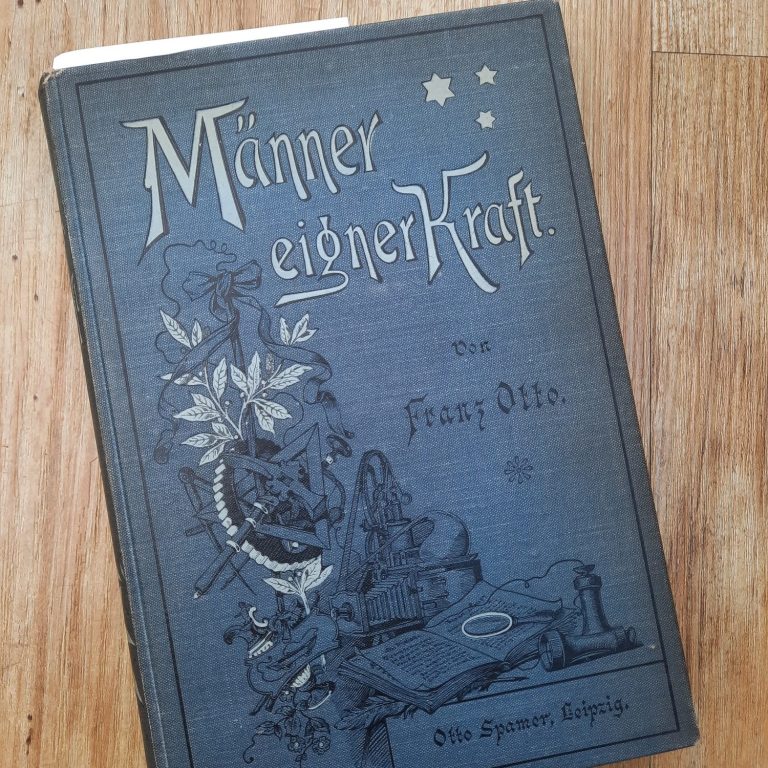 Männer
eigner Kraft.
von
Franz Otto.
Otto Spamer, Leipzig.